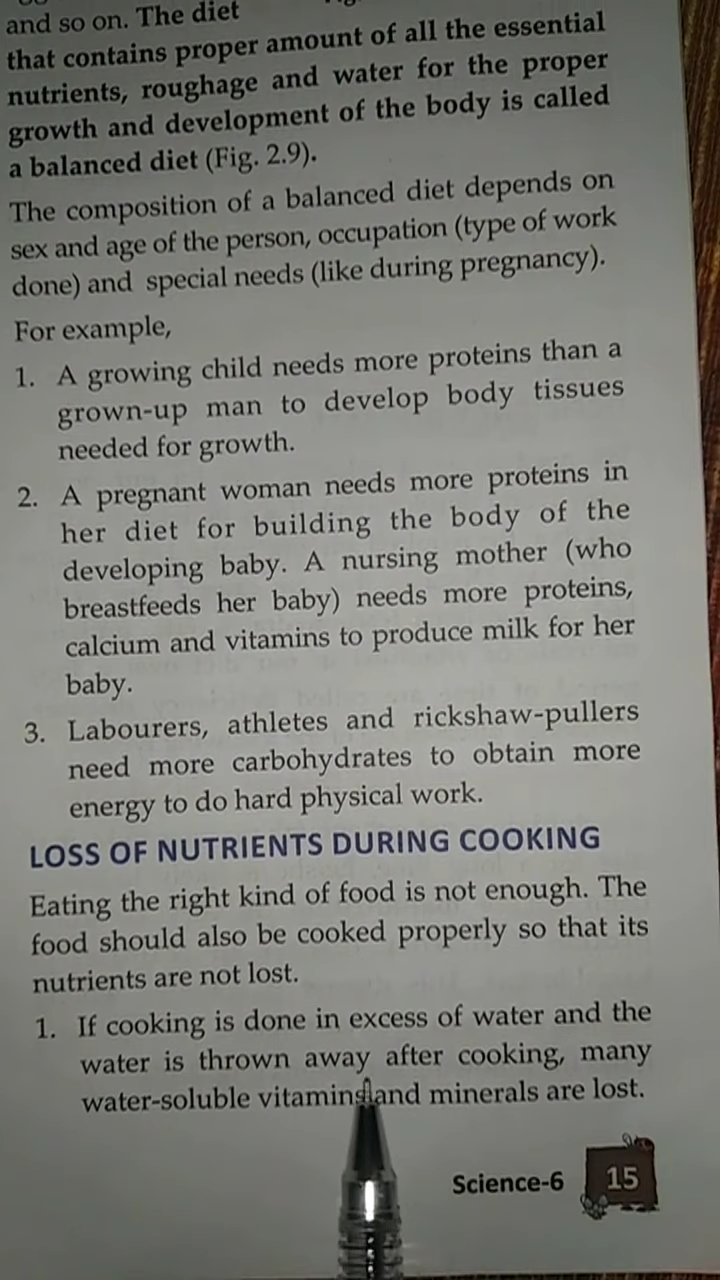 and so on. The diet
that contains proper amount of all the essential
nutrients, roughage and water for the proper
growth and development of the body is called
a balanced diet (Fig. 2.9).
The composition of a balanced diet depends on
sex and age of the person, occupation (type of work
done) and special needs (like during pregnancy).
For example,
1. A growing child needs more proteins than a
grown-up man to develop body tissues
needed for growth.
2. A pregnant woman needs more proteins in
her diet for building the body of the
developing baby. A nursing mother (who
breastfeeds her baby) needs more proteins,
calcium and vitamins to produce milk for her
baby.
3. Labourers, athletes and rickshaw-pullers
need more carbohydrates to obtain more
energy to do hard physical work.
LOSS OF NUTRIENTS DURING COOKING
Eating the right kind of food is not enough. The
food should also be cooked properly so that its
nutrients are not lost.
1. If cooking is done in excess of water and the
water is thrown away after cooking, many
water-soluble vitamins and minerals are lost.
Science-6 15